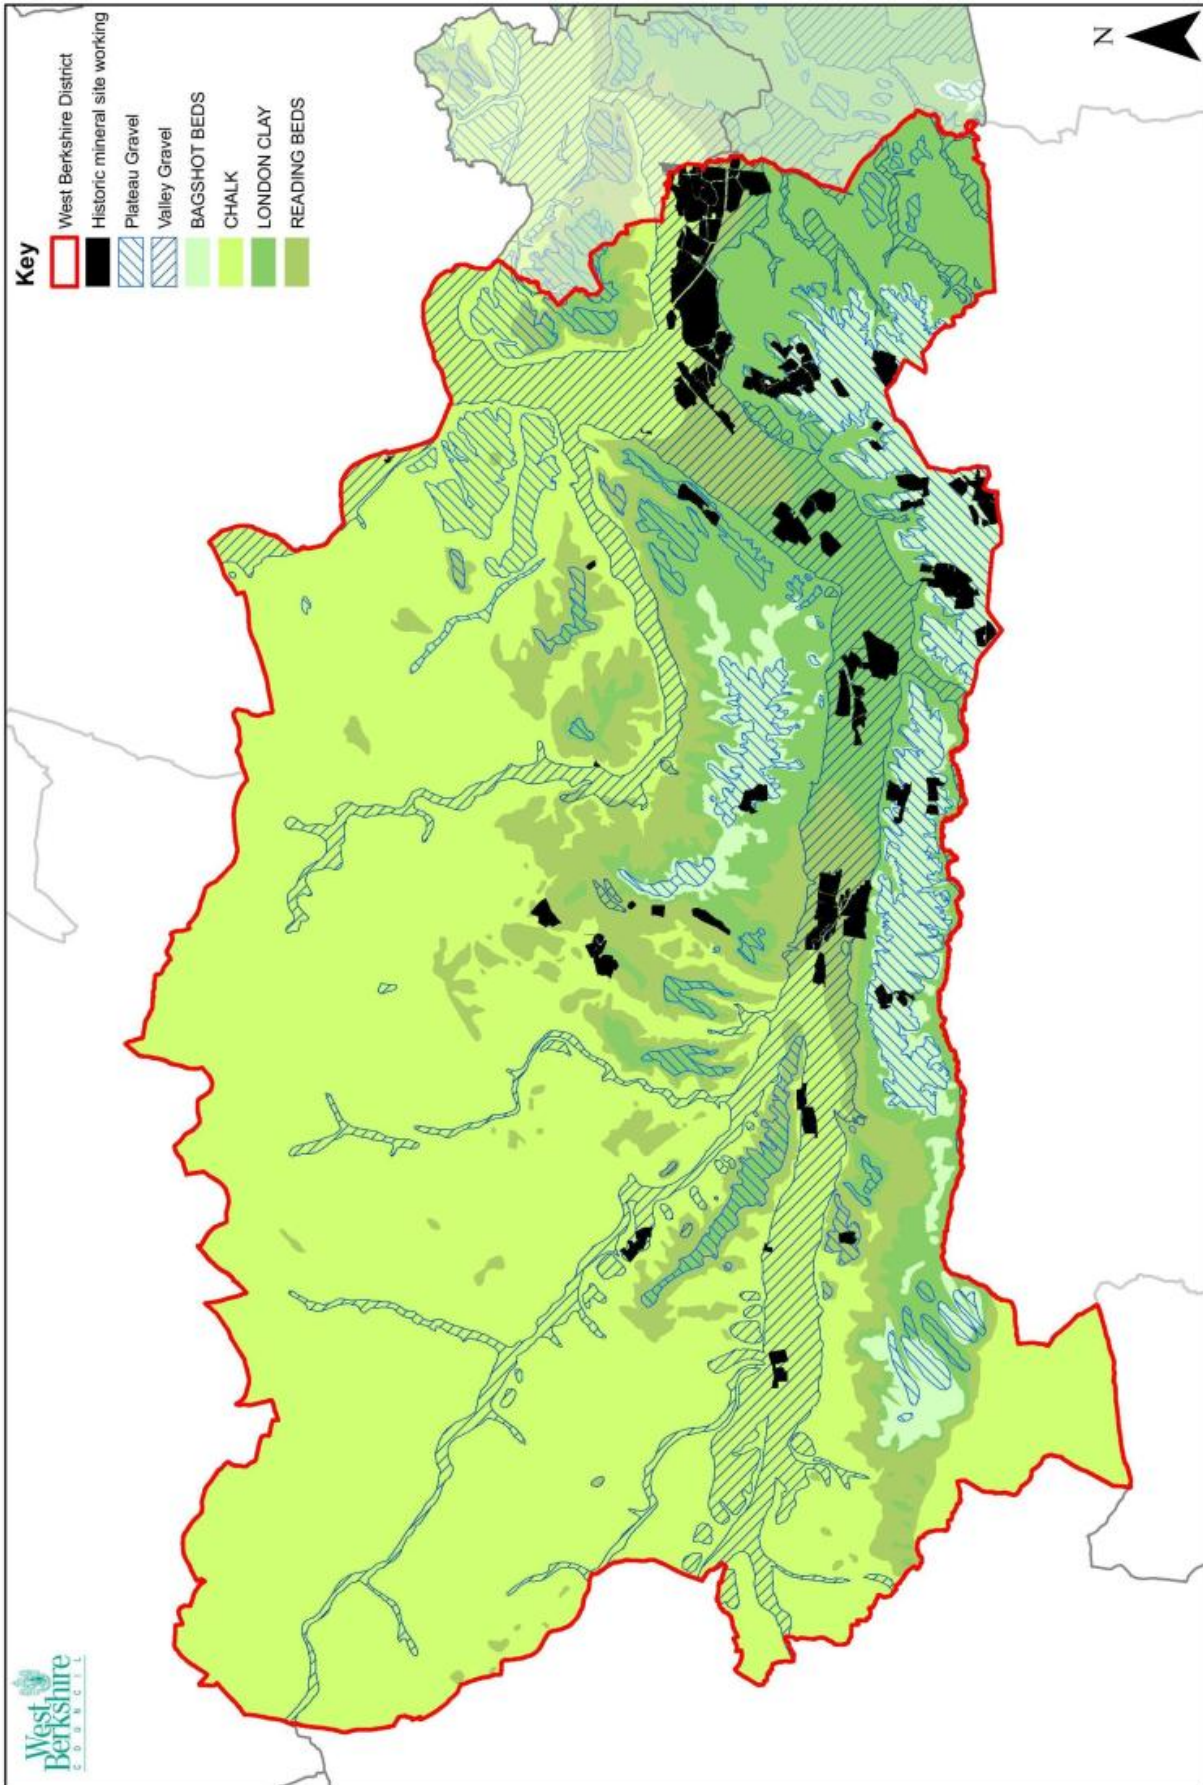 Key
West Berkshire District
Historic mineral site working
Plateau Gravel
Valley Gravel
BAGSHOT BEDS
CHALK
LONDON CLAY
READING BEDS
N
West
Berkshire
COUNCIL